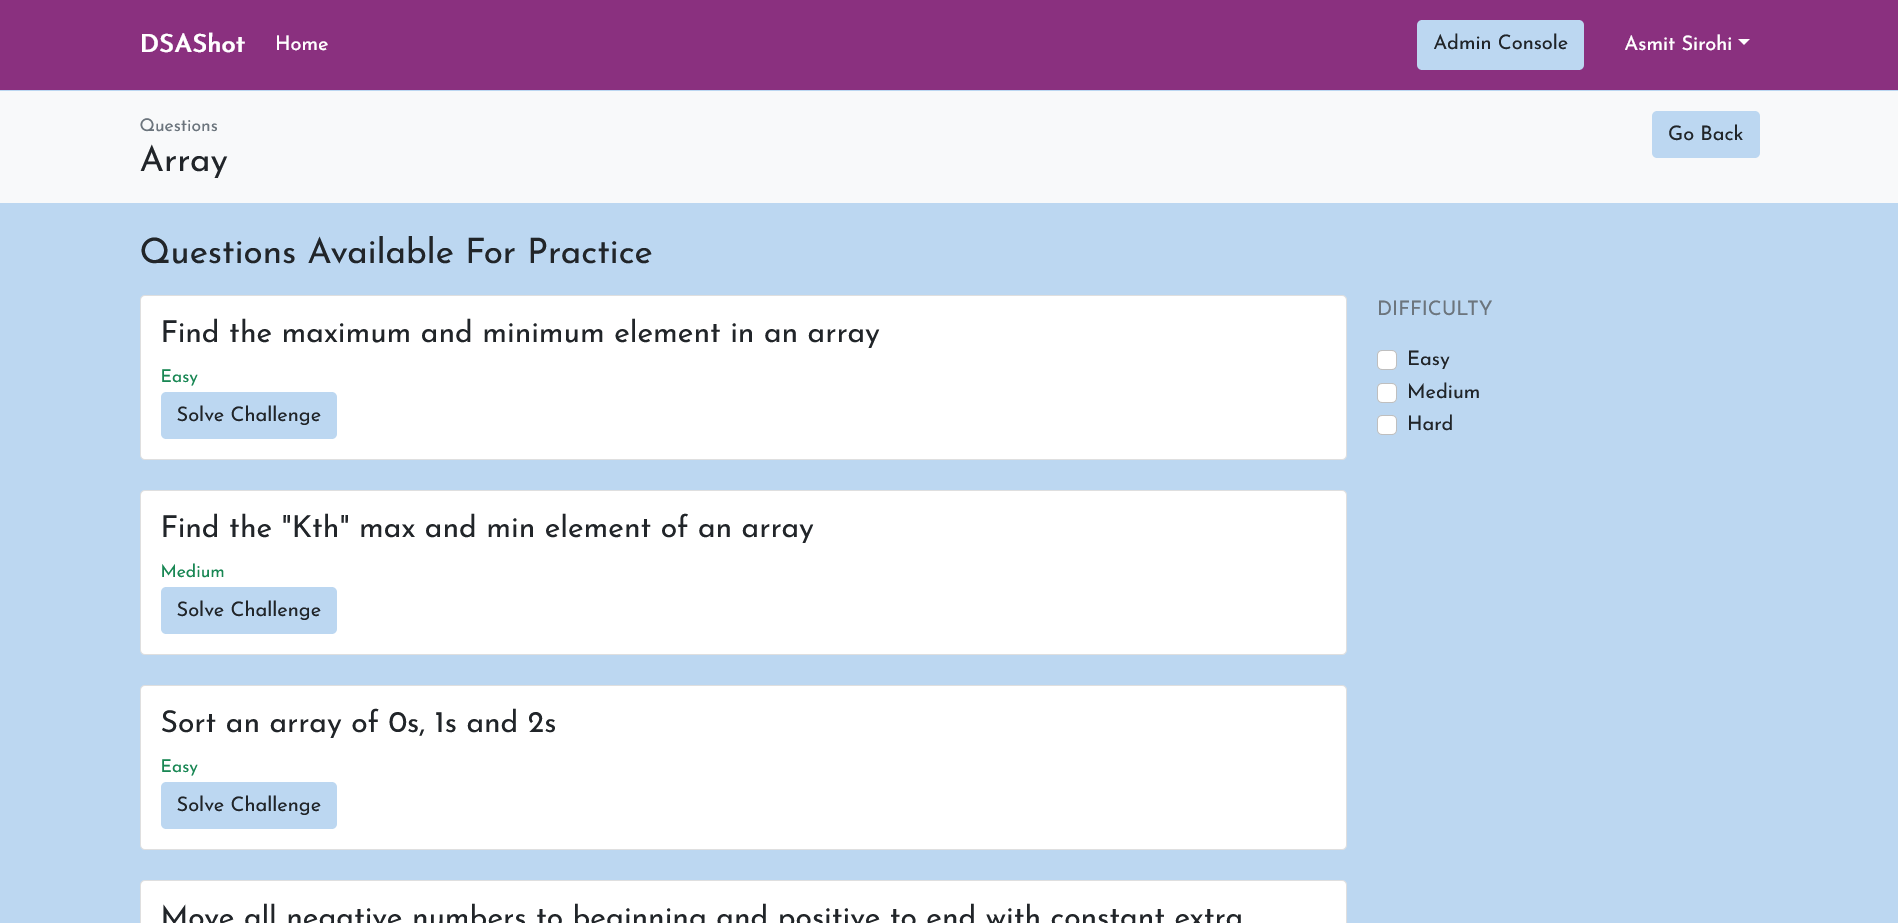 DSAShot Home Admin Console Asmit Sirohi
Questions
Array
Go Back
Questions Available For Practice
Find the maximum and minimum element in an array
Easy
Solve Challenge
Find the "Kth" max and min element of an array
Medium
Solve Challenge
Sort an array of 0s, 1s and 2s
Easy
Solve Challenge
Move all negative numbers to beginning and positive to end with constant extra
DIFFICULTY
Easy
Medium
Hard